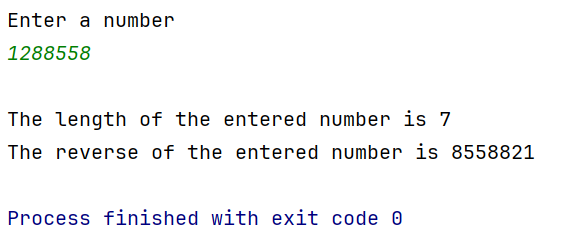 Enter a number
1288558
The length of the entered number is 7
The reverse of the entered number is 8558821
Process finished with exit code 0